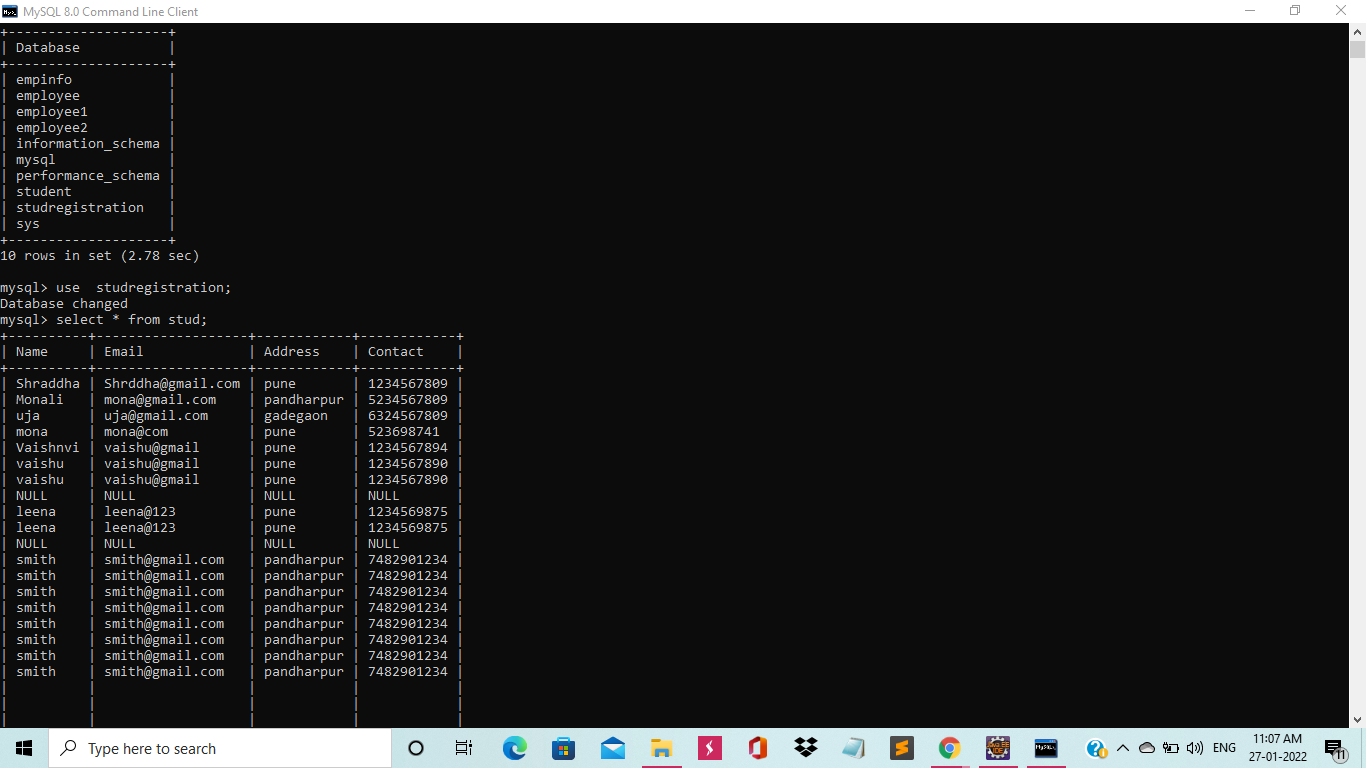 MySQL 8.0 Command Line Client
+--------------------+
| Database           |
+--------------------+
| empinfo            |
| employee           |
| employee1          |
| employee2          |
| information_schema |
| mysql              |
| performance_schema |
| student            |
| studregistration   |
| sys                |
+--------------------+
10 rows in set (2.78 sec)
mysql> use  studregistration;
Database changed
mysql> select * from stud;
+----------+-------------------+------------+------------+
| Name     | Email             | Address    | Contact    |
+----------+-------------------+------------+------------+
| Shraddha | Shrddha@gmail.com | pune       | 1234567809 |
| Monali   | mona@gmail.com    | pandharpur | 5234567809 |
| uja      | uja@gmail.com     | gadegaon   | 6324567809 |
| mona     | mona@com          | pune       | 523698741  |
| Vaishnvi | vaishu@gmail      | pune       | 1234567894 |
| vaishu   | vaishu@gmail      | pune       | 1234567890 |
| vaishu   | vaishu@gmail      | pune       | 1234567890 |
| NULL     | NULL              | NULL       | NULL       |
| leena    | leena@123         | pune       | 1234569875 |
| leena    | leena@123         | pune       | 1234569875 |
| NULL     | NULL              | NULL       | NULL       |
| smith    | smith@gmail.com   | pandharpur | 7482901234 |
| smith    | smith@gmail.com   | pandharpur | 7482901234 |
| smith    | smith@gmail.com   | pandharpur | 7482901234 |
| smith    | smith@gmail.com   | pandharpur | 7482901234 |
| smith    | smith@gmail.com   | pandharpur | 7482901234 |
| smith    | smith@gmail.com   | pandharpur | 7482901234 |
| smith    | smith@gmail.com   | pandharpur | 7482901234 |
| smith    | smith@gmail.com   | pandharpur | 7482901234 |
|          |                   |            |            |
|          |                   |            |            |
|          |                   |            |            |
Type here to search
ENG
11:07 AM
27-01-2022
11